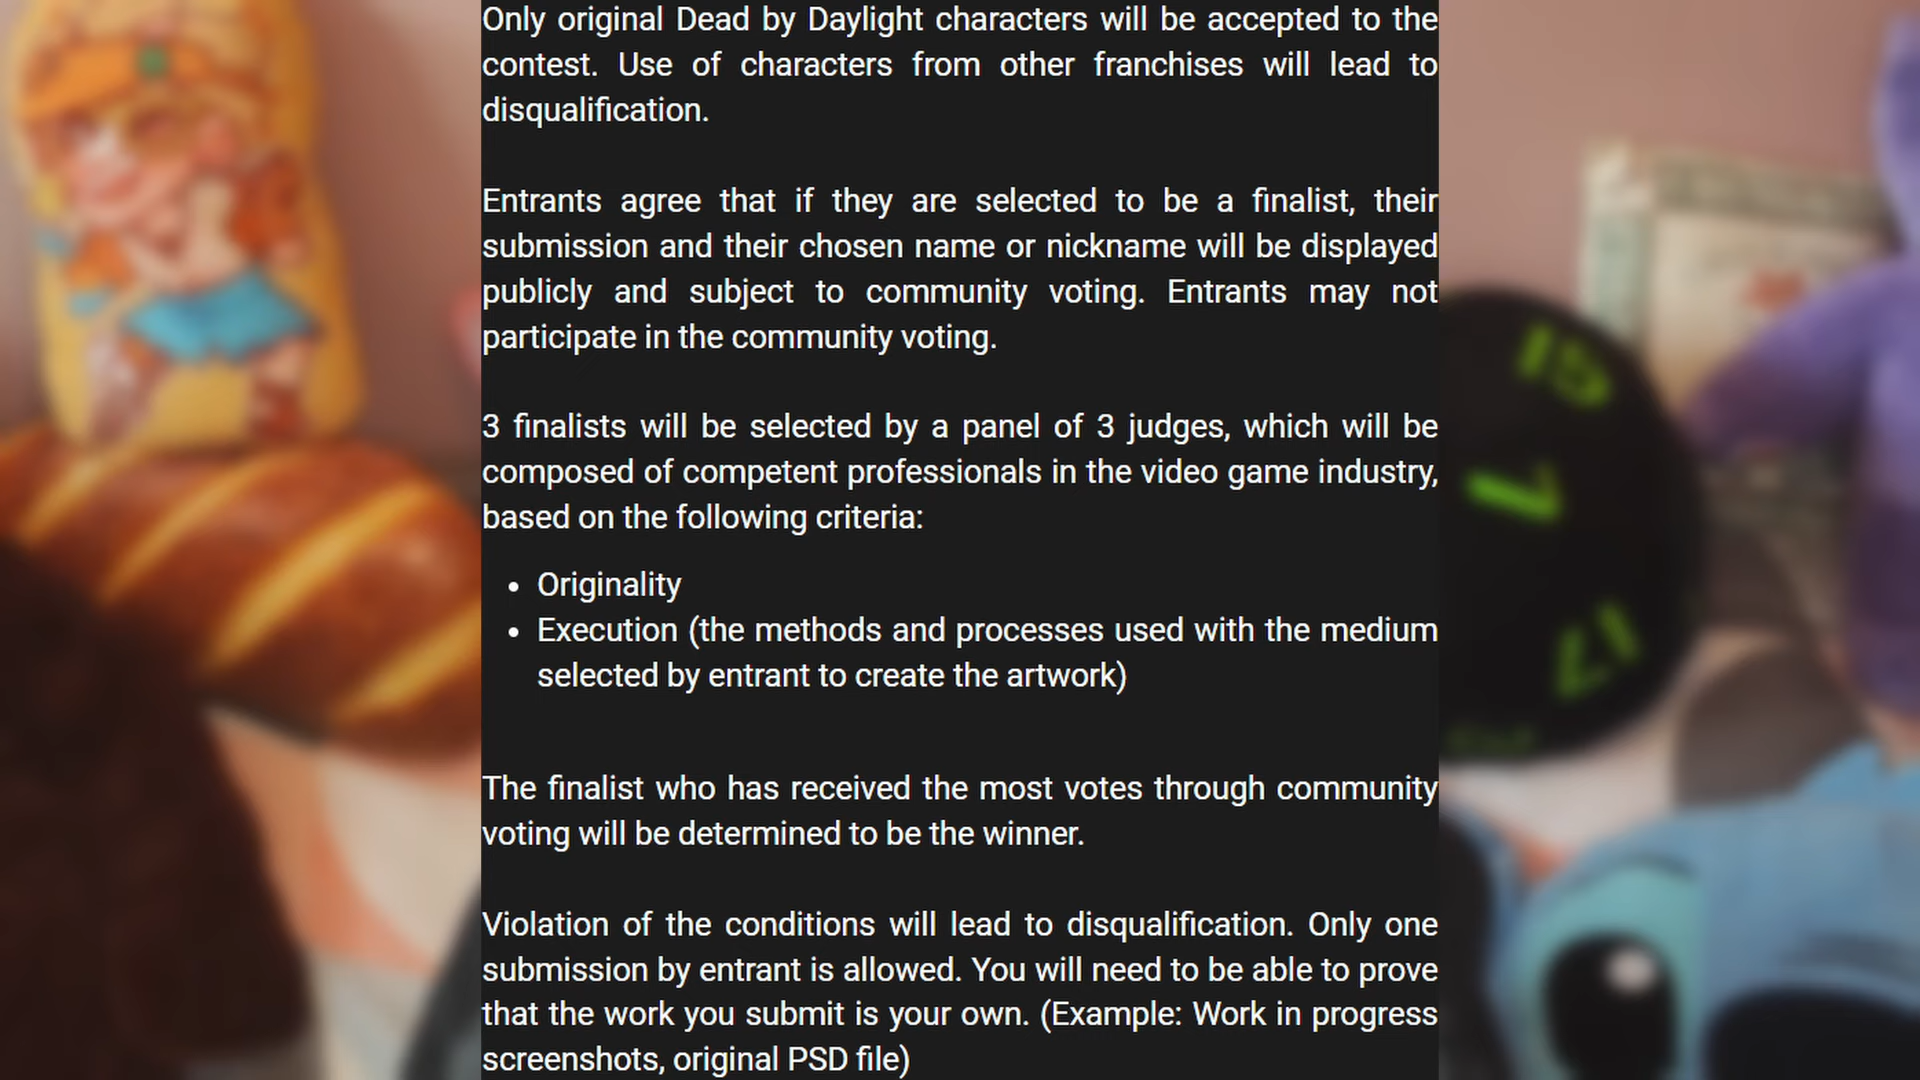 Only original Dead by Daylight characters will be accepted to the
contest. Use of characters from other franchises will lead to
disqualification.
Entrants agree that if they are selected to be a finalist, their
submission and their chosen name or nickname will be displayed
publicly and subject to community voting. Entrants may not
participate in the community voting.
3 finalists will be selected by a panel of 3 judges, which will be
composed of competent professionals in the video game industry,
based on the following criteria:
• Originality
• Execution (the methods and processes used with the medium
selected by entrant to create the artwork)
The finalist who has received the most votes through community
voting will be determined to be the winner.
Violation of the conditions will lead to disqualification. Only one
submission by entrant is allowed. You will need to be able to prove
that the work you submit is your own. (Example: Work in progress
screenshots, original PSD file)
15
7
17